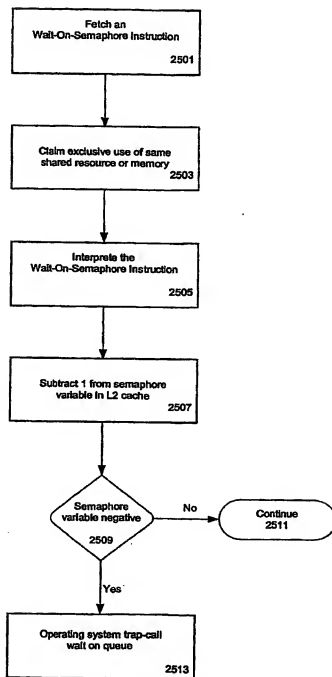 Fetch an
Wait-On-Semaphore Instruction
2501
Claim exclusive use of same
shared resource or memory
2503
Interprete the
Wait-On-Semaphore Instruction
2505
Subtract 1 from semaphore
variable in L2 cache
2507
Semaphore
variable negative
2509
No
Continue
2511
Yes
Operating system trap-call
wait on queue
2513